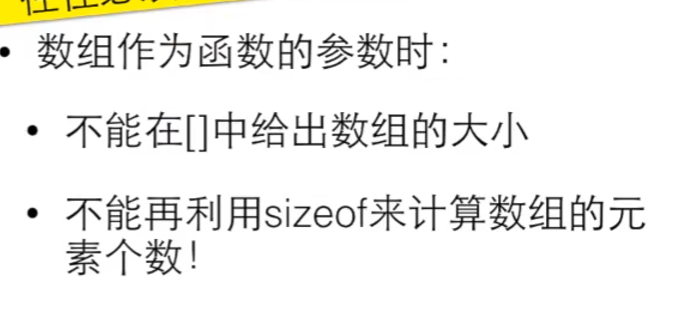 • 数组作为函数的参数时:
• 不能在[]中给出数组的大小
• 不能再利用sizeof来计算数组的元
素个数!